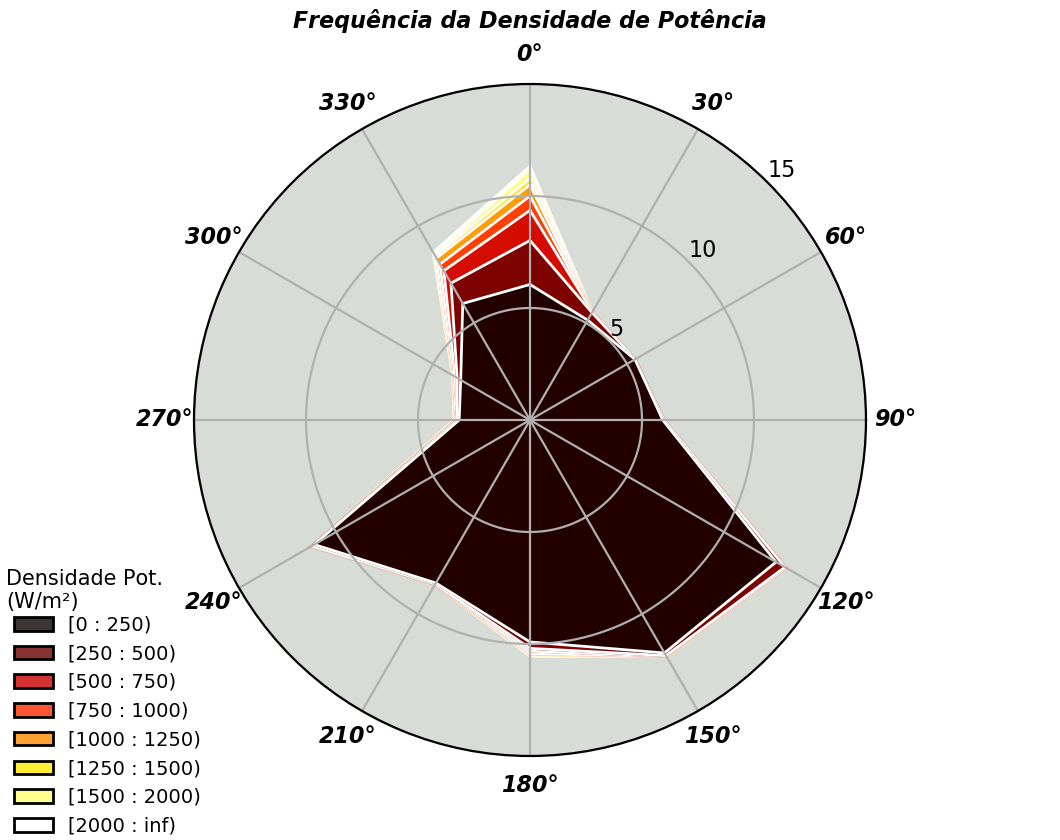 Frequência da Densidade de Potência
0°
330°
30°
15
300°
60°
10
5
270°
90°
240°
120°
210°
150°
180°
Densidade Pot.
(W/m²)
[0 : 250)
[250 : 500)
[500 : 750)
[750 : 1000)
[1000 : 1250)
[1250 : 1500)
[1500 : 2000)
[2000 : inf)